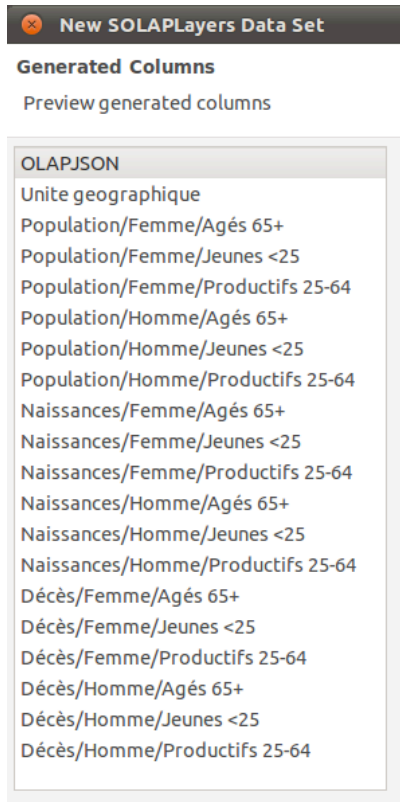 New SOLAPLayers Data Set
Generated Columns
Preview generated columns
OLAPJSON
Unite geographique
Population/Femme/Agés 65+
Population/Femme/Jeunes <25
Population/Femme/Productifs 25-64
Population/Homme/Agés 65+
Population/Homme/Jeunes <25
Population/Homme/Productifs 25-64
Naissances/Femme/Agés 65+
Naissances/Femme/Jeunes <25
Naissances/Femme/Productifs 25-64
Naissances/Homme/Agés 65+
Naissances/Homme/Jeunes <25
Naissances/Homme/Productifs 25-64
Décès/Femme/Agés 65+
Décès/Femme/Jeunes <25
Décès/Femme/Productifs 25-64
Décès/Homme/Agés 65+
Décès/Homme/Jeunes <25
Décès/Homme/Productifs 25-64